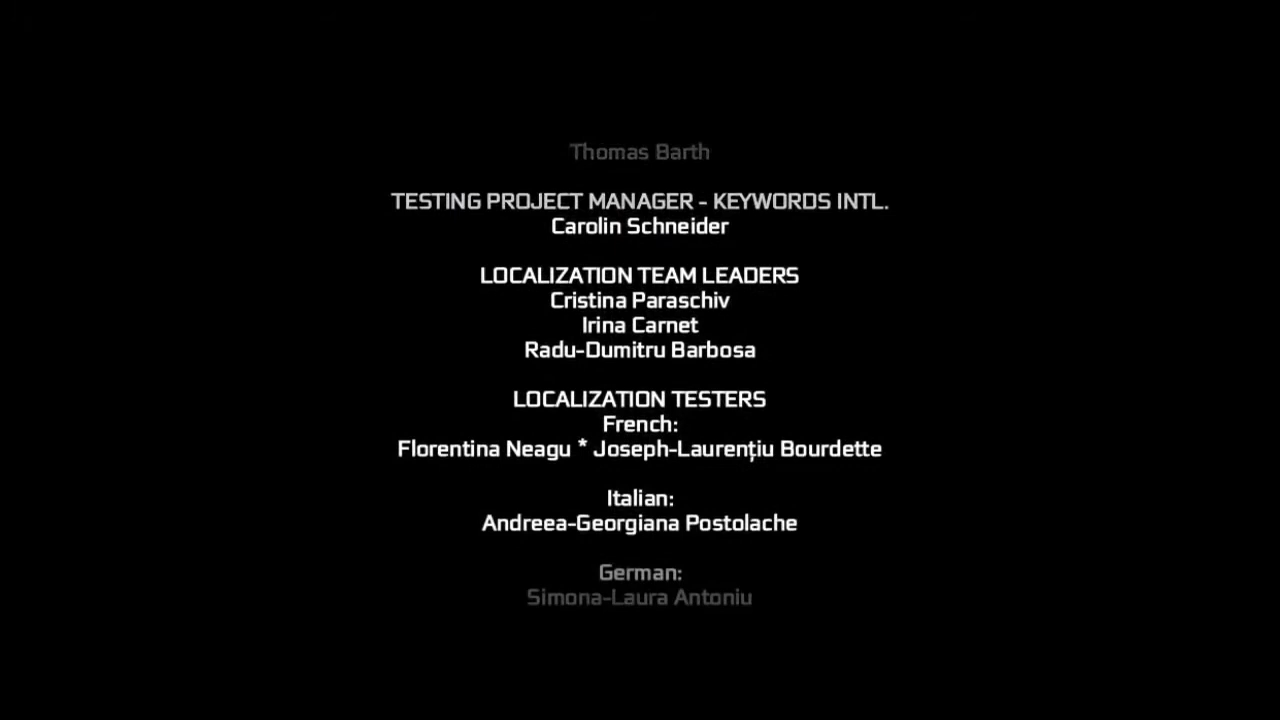 Thomas Barth
TESTING PROJECT MANAGER - KEYWORDS INTL.
Carolin Schneider
LOCALIZATION TEAM LEADERS
Cristina Paraschiv
Irina Carnet
Radu-Dumitru Barbosa
LOCALIZATION TESTERS
French:
Florentina Neagu * Joseph-Laurențiu Bourdette
Italian:
Andreea-Georgiana Postolache
German:
Simona-Laura Antoniu